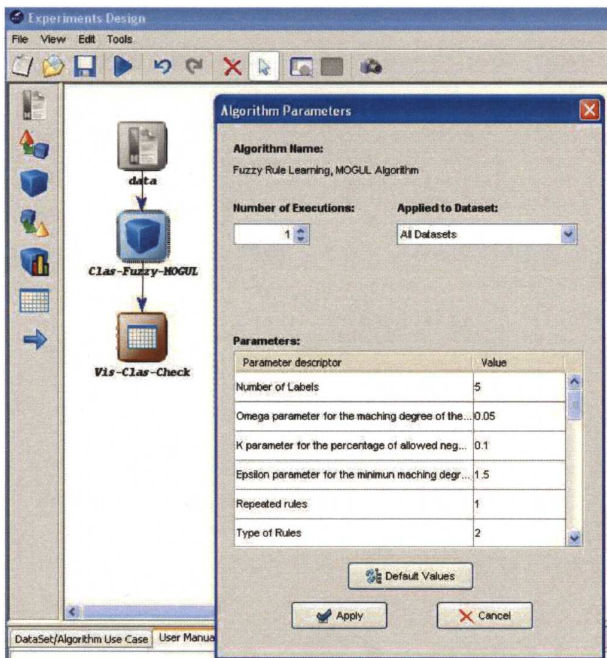 Experiments Design
File View Edit Tools
data
Clas-Fuzzy-MOGUL
Vis-Clas-Check
Algorithm Parameters
Algorithm Name:
Fuzzy Rule Learning, MOGUL Algorithm
Number of Executions: Applied to Dataset:
1 All Datasets
Parameters:
Parameter descriptor Value
Number of Labels 5
Omega parameter for the maching degree of the... 0.05
K parameter for the percentage of allowed neg... 0.1
Epsilon parameter for the minimun maching degr... 1.5
Repeated rules 1
Type of Rules 2
Default Values
Apply Cancel
DataSet/Algorithm Use Case User Manua